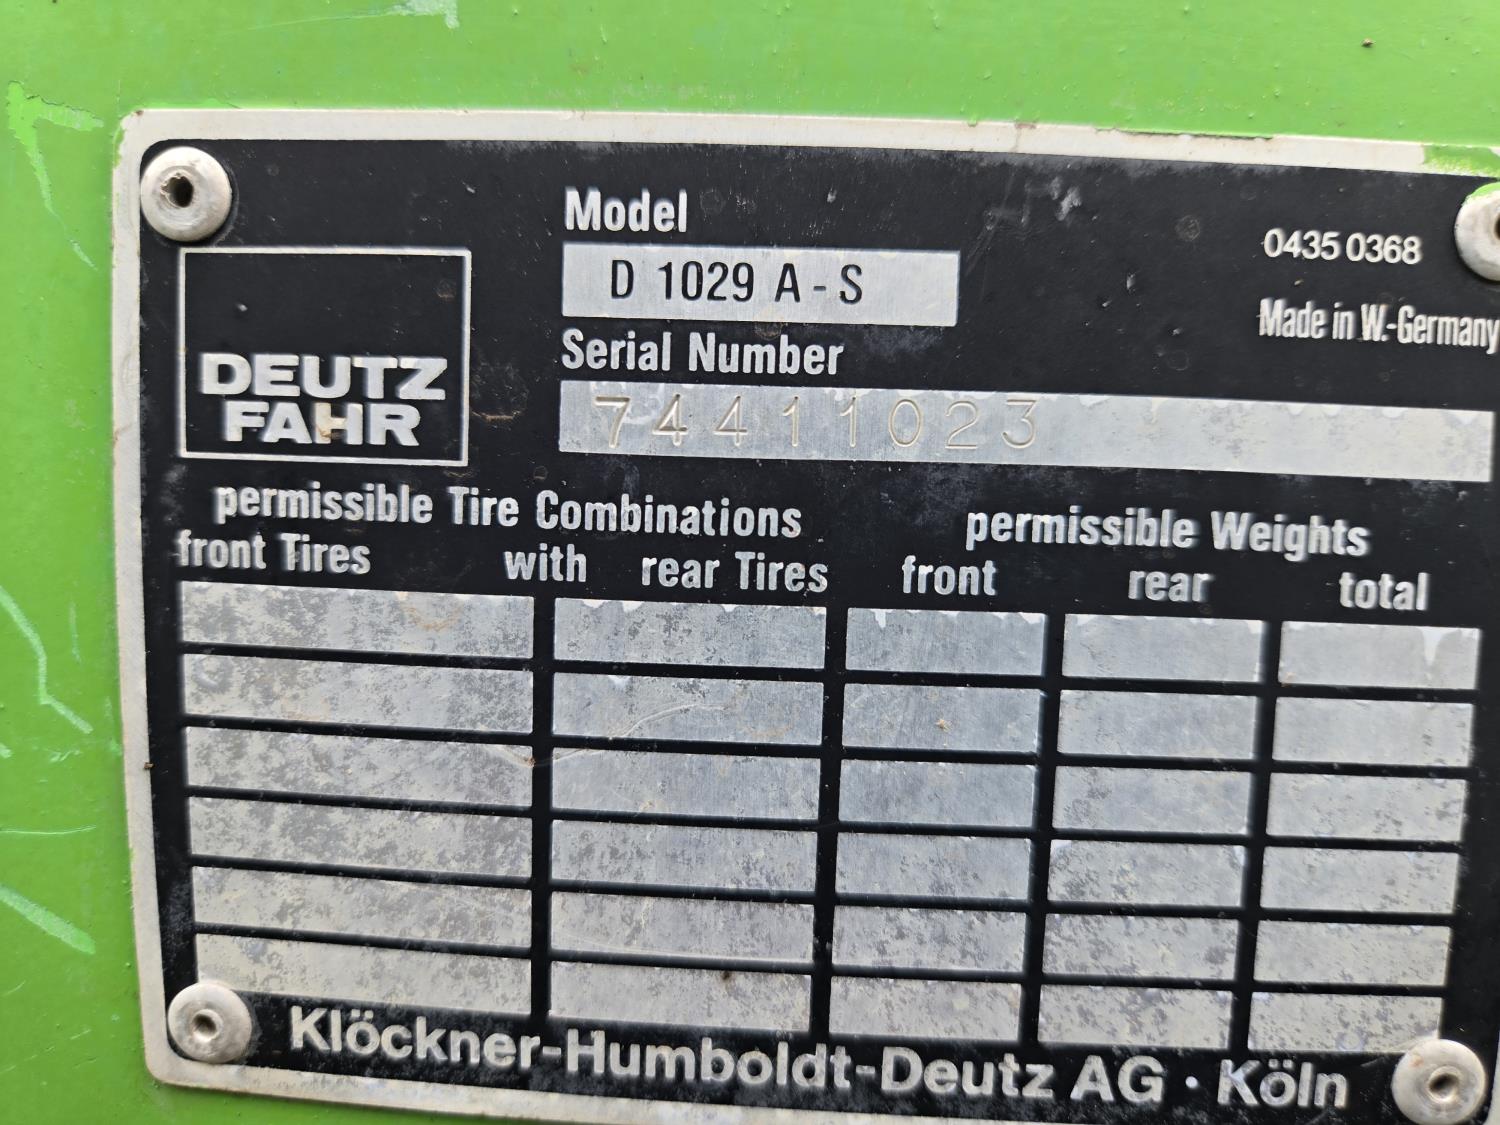 Model
D 1029 A-S
0435 0368
Made in W.-Germany
DEUTZ
FAHR
Serial Number
74411023
permissible Tire Combinations
permissible Weights
front Tires with rear Tires
front rear total
Klöckner-Humboldt-Deutz AG · Köln